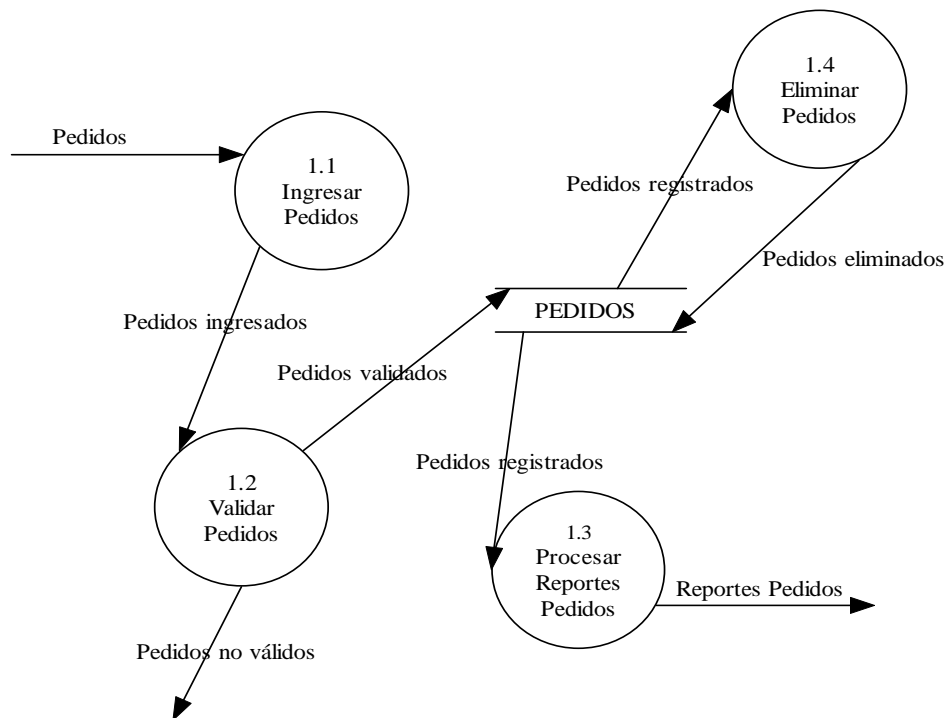 1.4
Eliminar
Pedidos
Pedidos
1.1
Ingresar
Pedidos
Pedidos registrados
Pedidos eliminados
PEDIDOS
Pedidos ingresados
Pedidos validados
Pedidos registrados
1.2
Validar
Pedidos
1.3
Procesar
Reportes
Pedidos
Reportes Pedidos
Pedidos no válidos